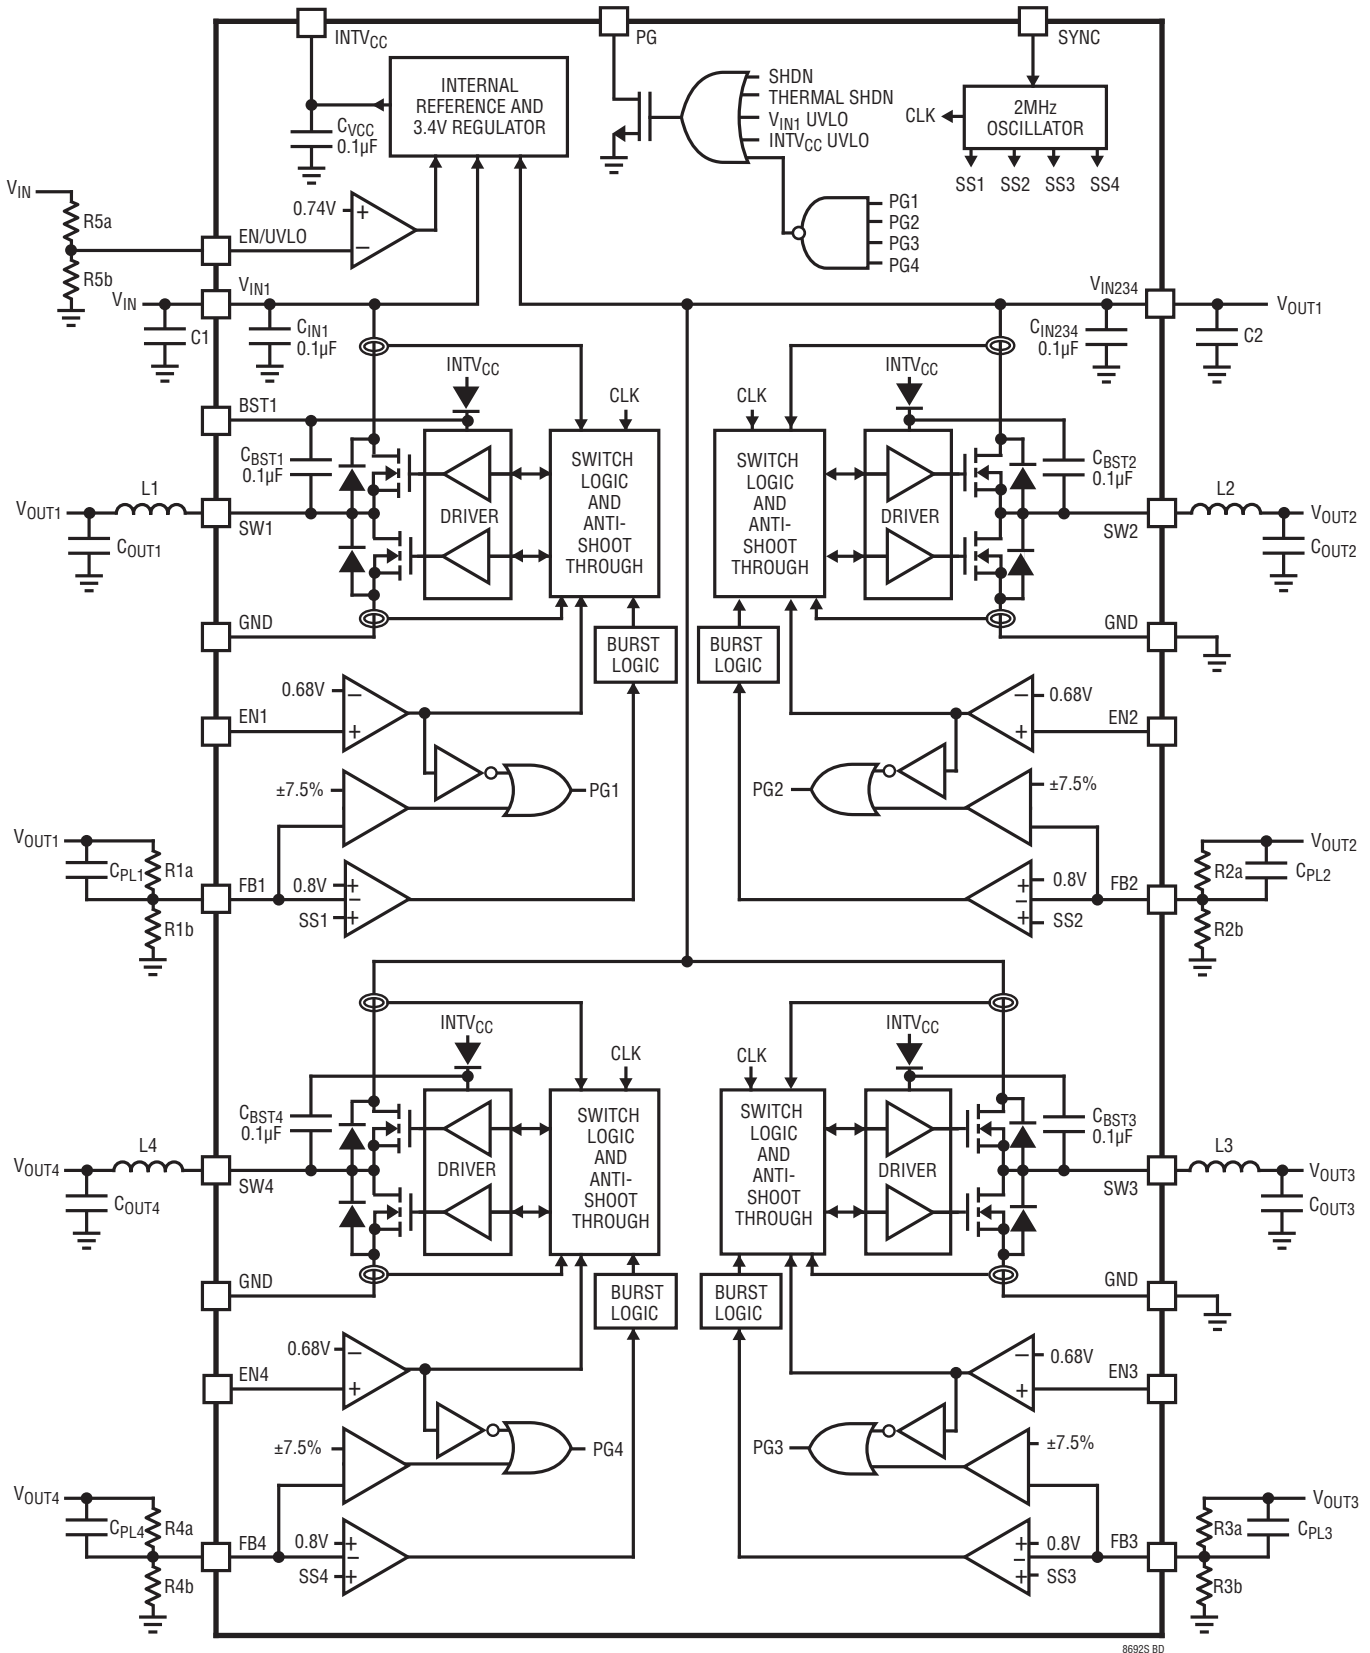 INTVCC
PG
SYNC
INTERNAL
REFERENCE AND
3.4V REGULATOR
CVCC
0.1µF
SHDN
THERMAL SHDN
VIN1 UVLO
INTVCC UVLO
CLK
2MHz
OSCILLATOR
SS1
SS2
SS3
SS4
VIN
R5a
R5b
0.74V
+
–
EN/UVLO
PG1
PG2
PG3
PG4
VIN
VIN1
C1
CIN1
0.1µF
VIN234
VOUT1
CIN234
0.1µF
C2
INTVCC
CLK
BST1
CBST1
0.1µF
DRIVER
SWITCH
LOGIC
AND
ANTI-
SHOOT
THROUGH
VOUT1
L1
SW1
COUT1
GND
BURST
LOGIC
CLK
INTVCC
SWITCH
LOGIC
AND
ANTI-
SHOOT
THROUGH
DRIVER
CBST2
0.1µF
SW2
L2
VOUT2
COUT2
GND
BURST
LOGIC
0.68V
–
+
EN1
±7.5%
PG1
VOUT1
CPL1
R1a
R1b
FB1
0.8V
+
–
+
SS1
0.68V
–
+
EN2
±7.5%
PG2
VOUT2
R2a
CPL2
R2b
FB2
0.8V
+
–
+
SS2
INTVCC
CLK
CBST4
0.1µF
DRIVER
SWITCH
LOGIC
AND
ANTI-
SHOOT
THROUGH
VOUT4
L4
SW4
COUT4
GND
BURST
LOGIC
CLK
INTVCC
SWITCH
LOGIC
AND
ANTI-
SHOOT
THROUGH
DRIVER
CBST3
0.1µF
SW3
L3
VOUT3
COUT3
GND
BURST
LOGIC
0.68V
–
+
EN4
±7.5%
PG4
VOUT4
CPL4
R4a
R4b
FB4
0.8V
+
–
+
SS4
0.68V
–
+
EN3
±7.5%
PG3
VOUT3
R3a
CPL3
R3b
FB3
0.8V
+
–
+
SS3
8692S BD